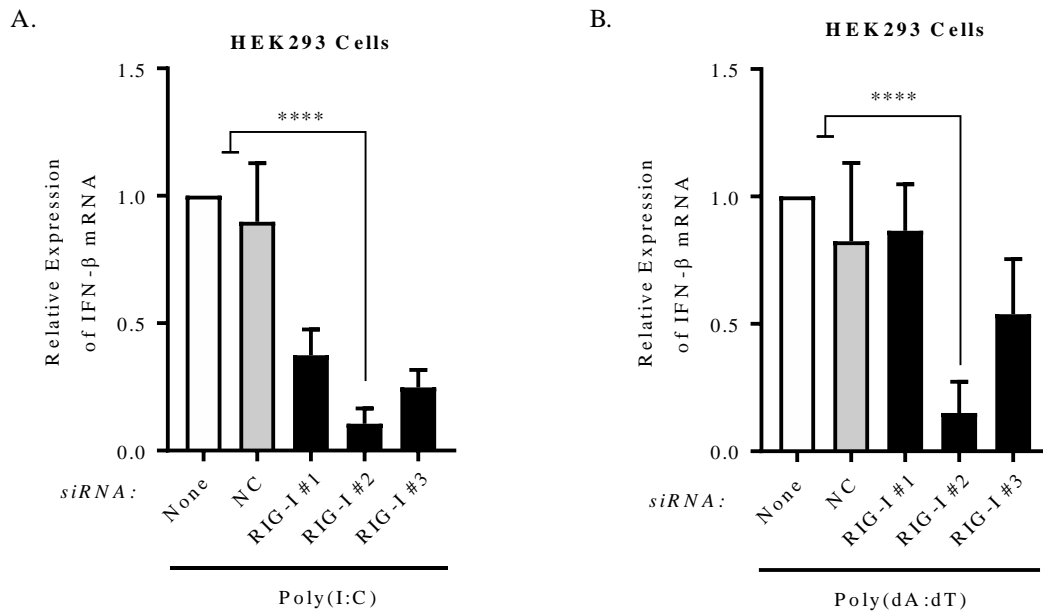 A.
HEK293 Cells
1.5
1.0
0.5
0.0
Relative Expression
of IFN-β mRNA
****
siRNA:
None
NC
RIG-I #1
RIG-I #2
RIG-I #3
Poly(I:C)
B.
HEK293 Cells
1.5
1.0
0.5
0.0
Relative Expression
of IFN-β mRNA
****
siRNA:
None
NC
RIG-I #1
RIG-I #2
RIG-I #3
Poly(dA:dT)